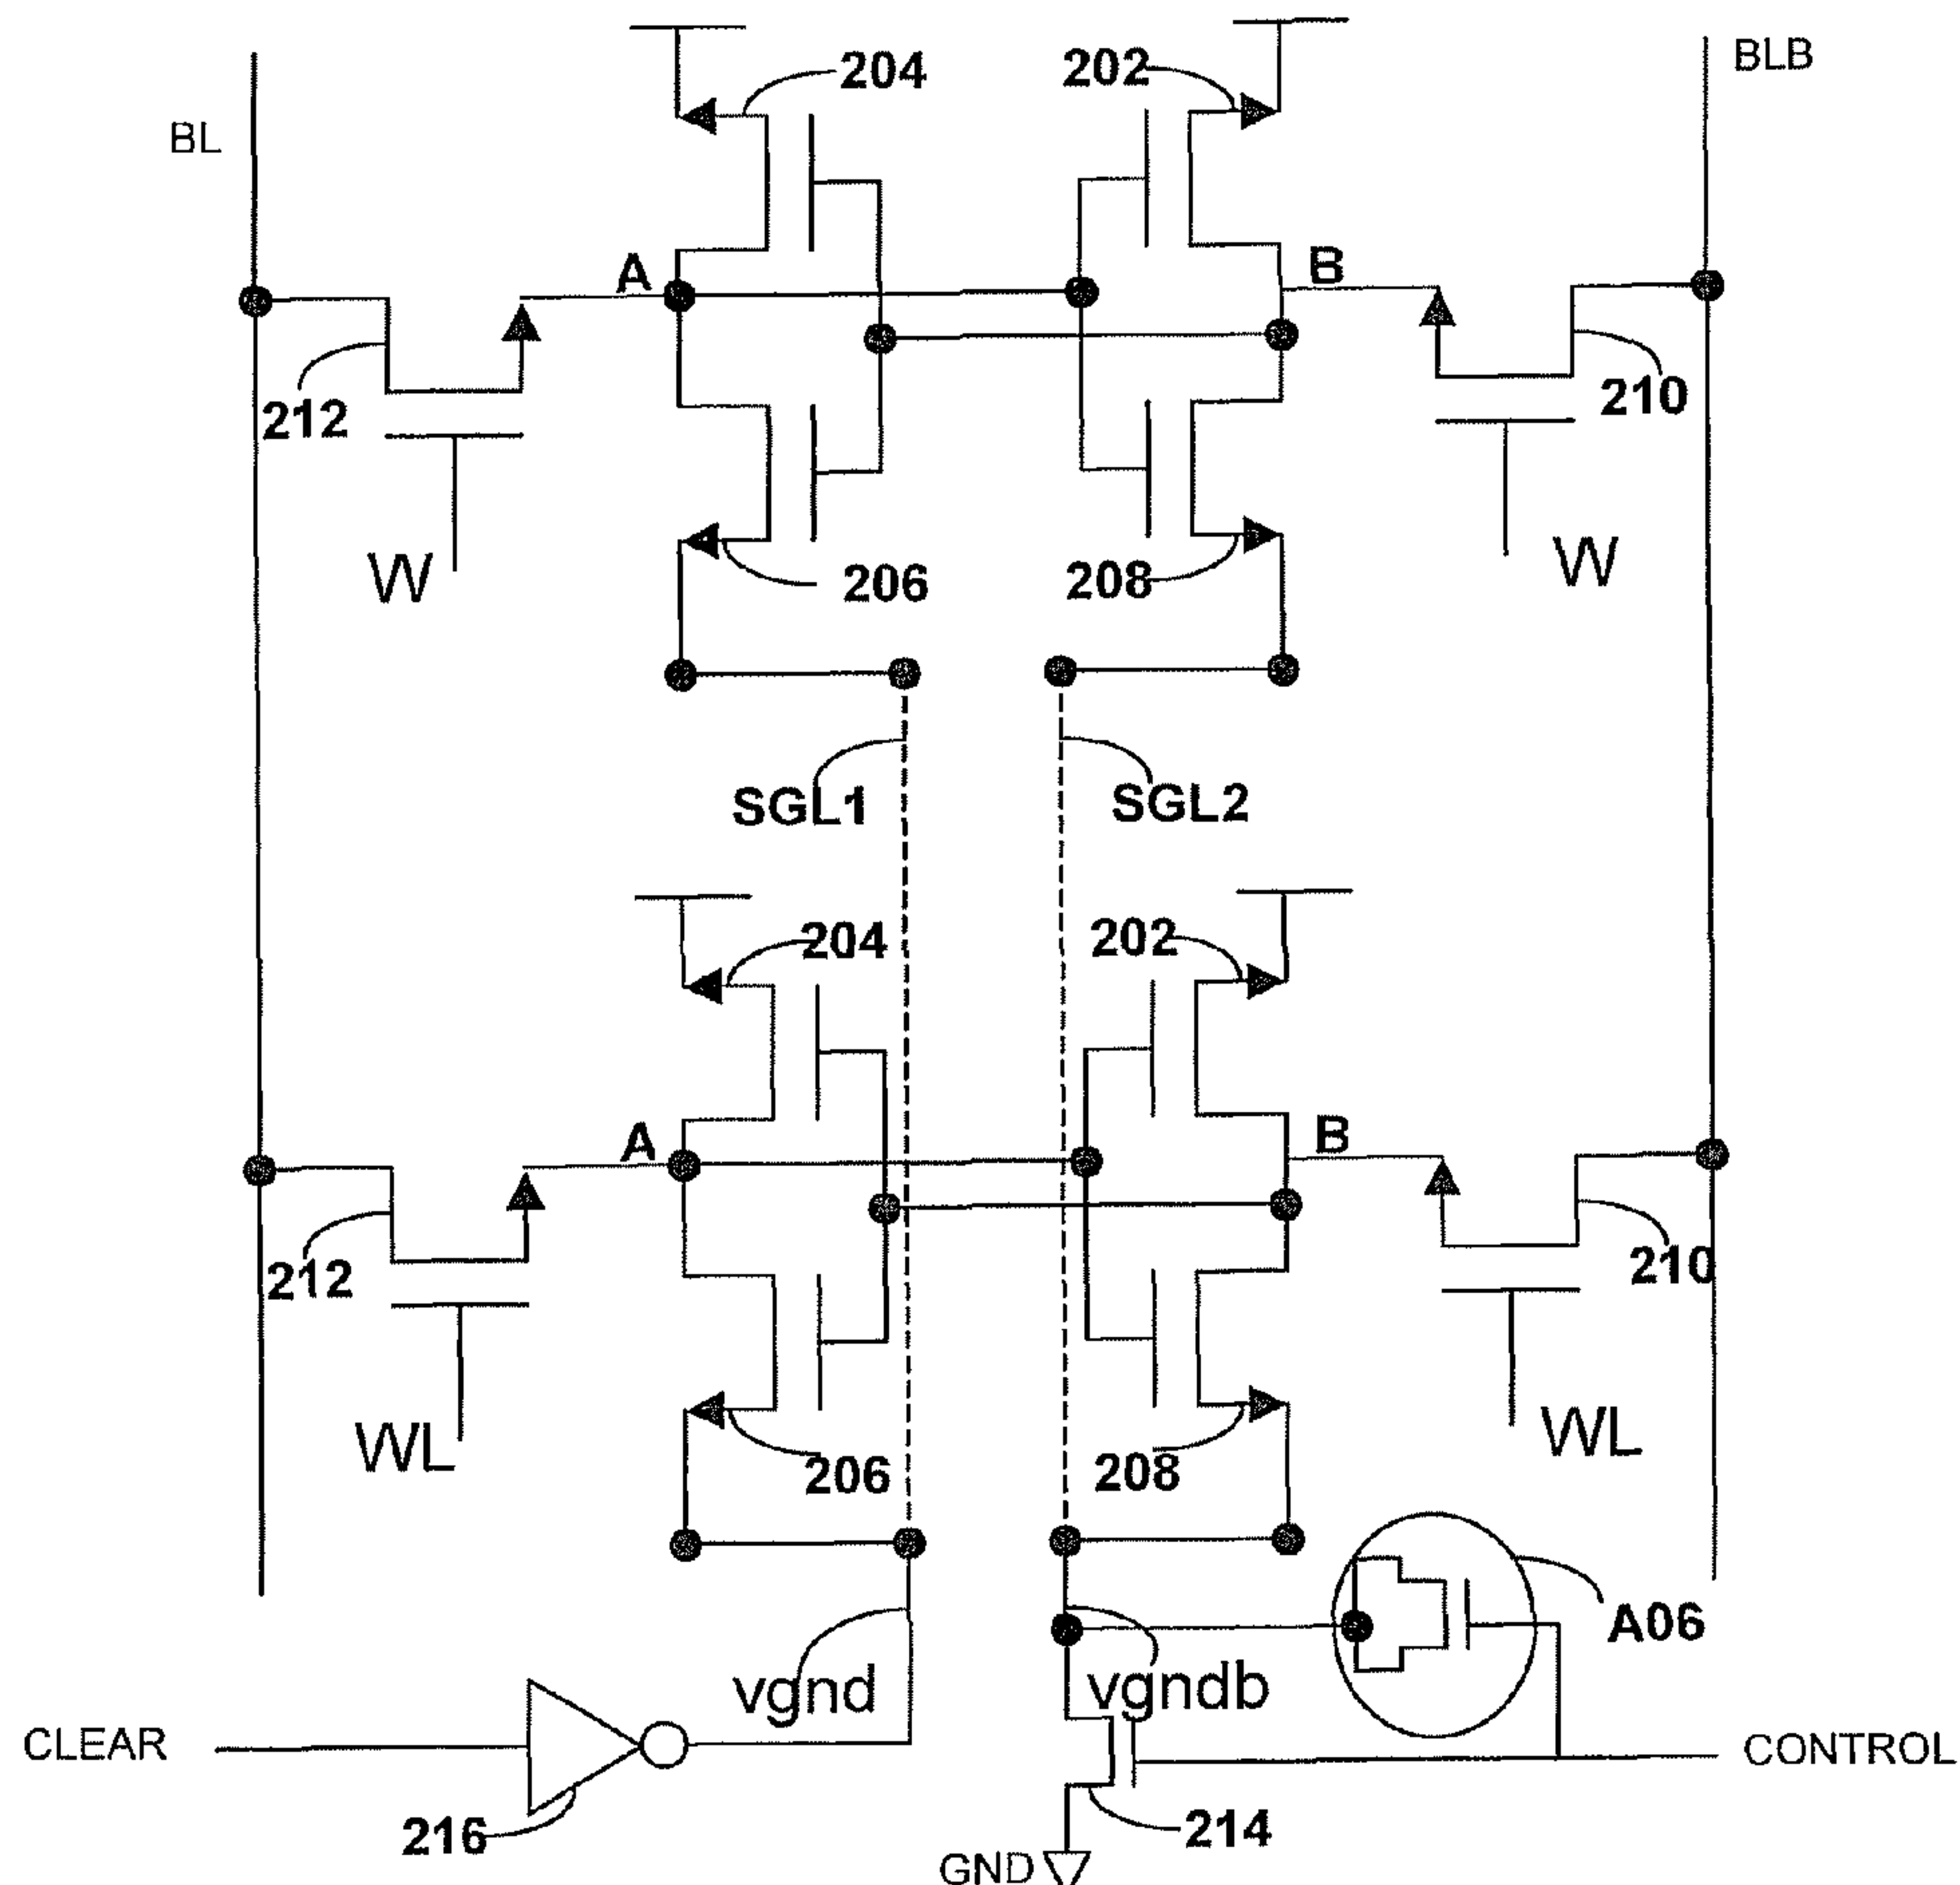 BLB
204
202
BL
A
B
212
210
W
W
206
208
SGL1
SGL2
204
202
A
B
212
210
WL
WL
206
208
A06
vgnd
vgndb
CLEAR
CONTROL
216
214
GND